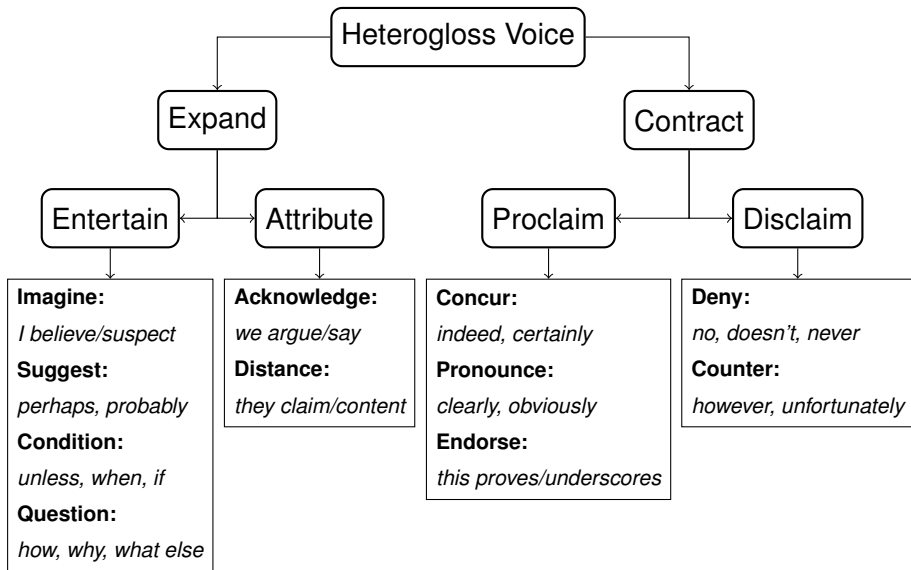 Heterogloss Voice
Expand
Contract
Entertain
Attribute
Proclaim
Disclaim
Imagine:
I believe/suspect
Suggest:
perhaps, probably
Condition:
unless, when, if
Question:
how, why, what else
Acknowledge:
we argue/say
Distance:
they claim/content
Concur:
indeed, certainly
Pronounce:
clearly, obviously
Endorse:
this proves/underscores
Deny:
no, doesn't, never
Counter:
however, unfortunately